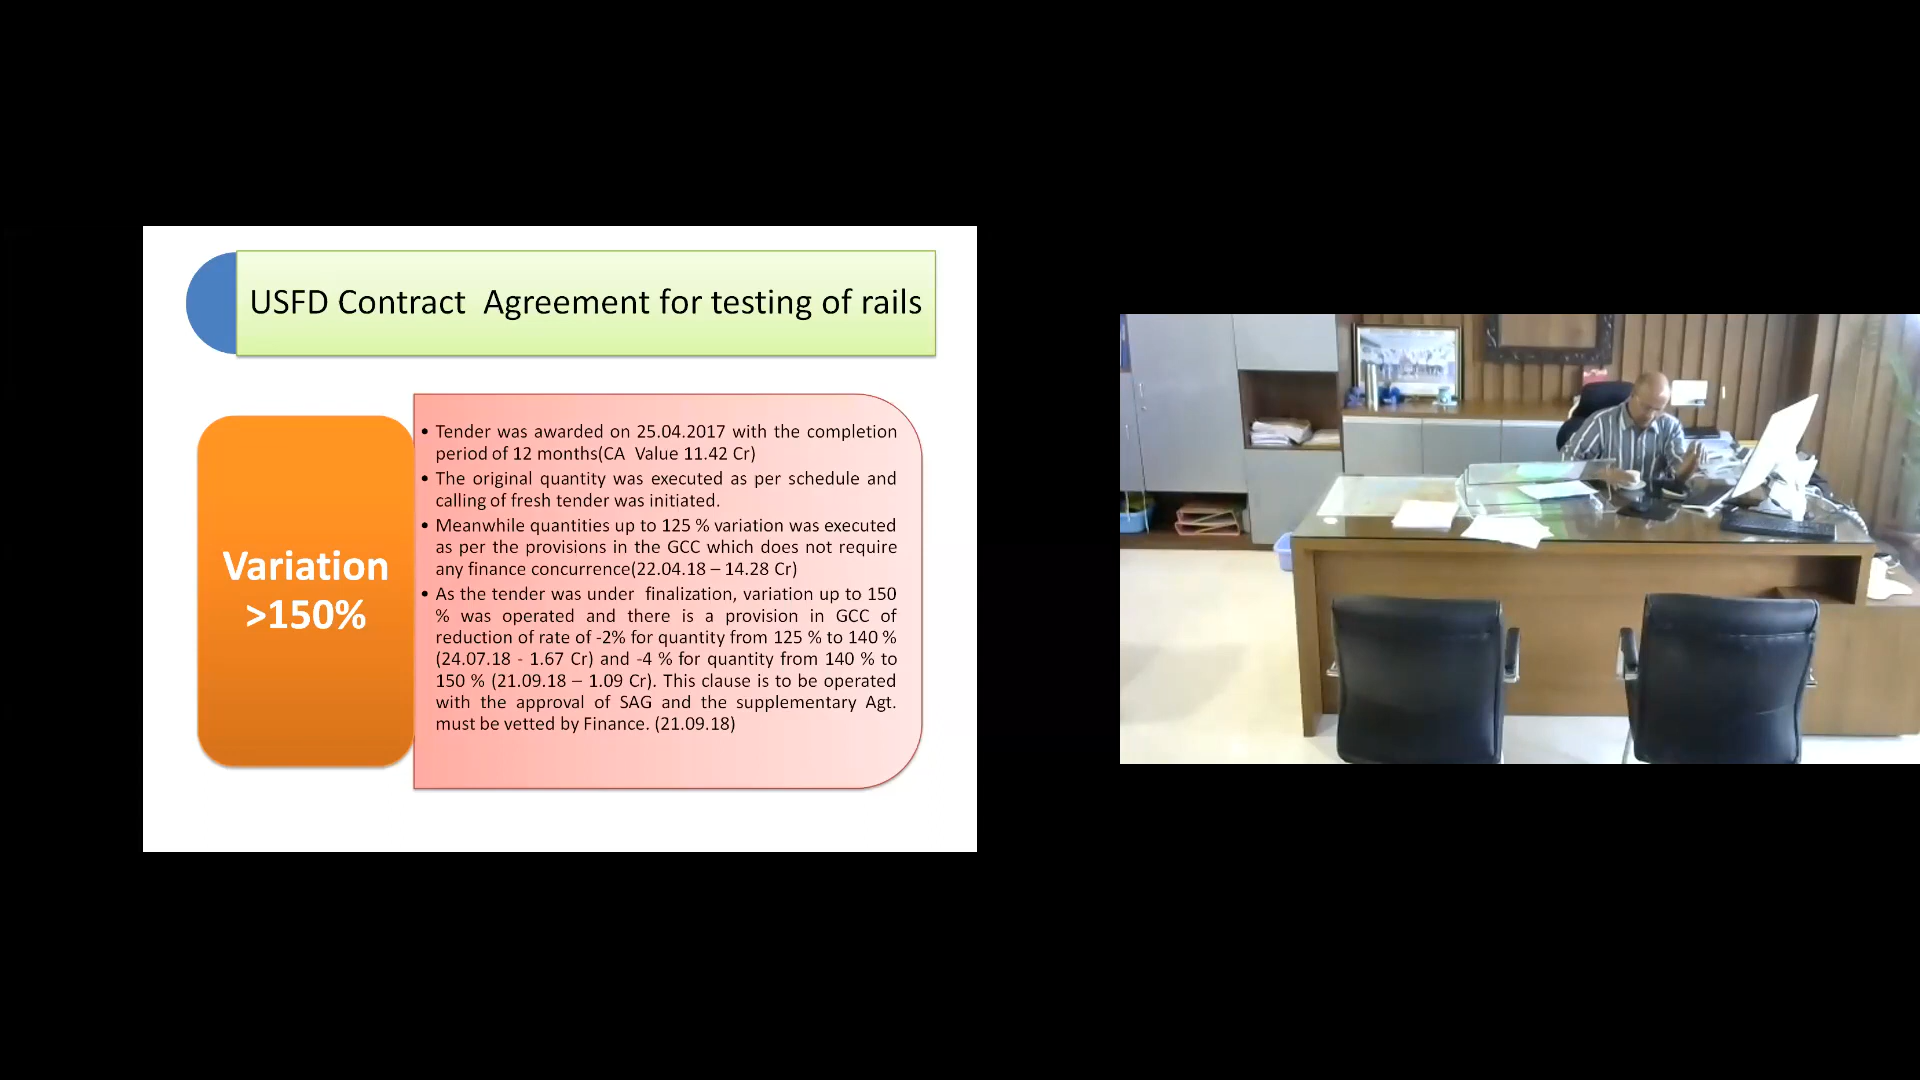 USFD Contract  Agreement for testing of rails
Variation
>150%
• Tender was awarded on 25.04.2017 with the completion
period of 12 months(CA  Value 11.42 Cr)
• The original quantity was executed as per schedule and
calling of fresh tender was initiated.
• Meanwhile quantities up to 125 % variation was executed
as per the provisions in the GCC which does not require
any finance concurrence(22.04.18 – 14.28 Cr)
• As the tender was under  finalization, variation up to 150
% was operated and there is a provision in GCC of
reduction of rate of -2% for quantity from 125 % to 140 %
(24.07.18 - 1.67 Cr) and -4 % for quantity from 140 % to
150 % (21.09.18 – 1.09 Cr). This clause is to be operated
with the approval of SAG and the supplementary Agt.
must be vetted by Finance. (21.09.18)